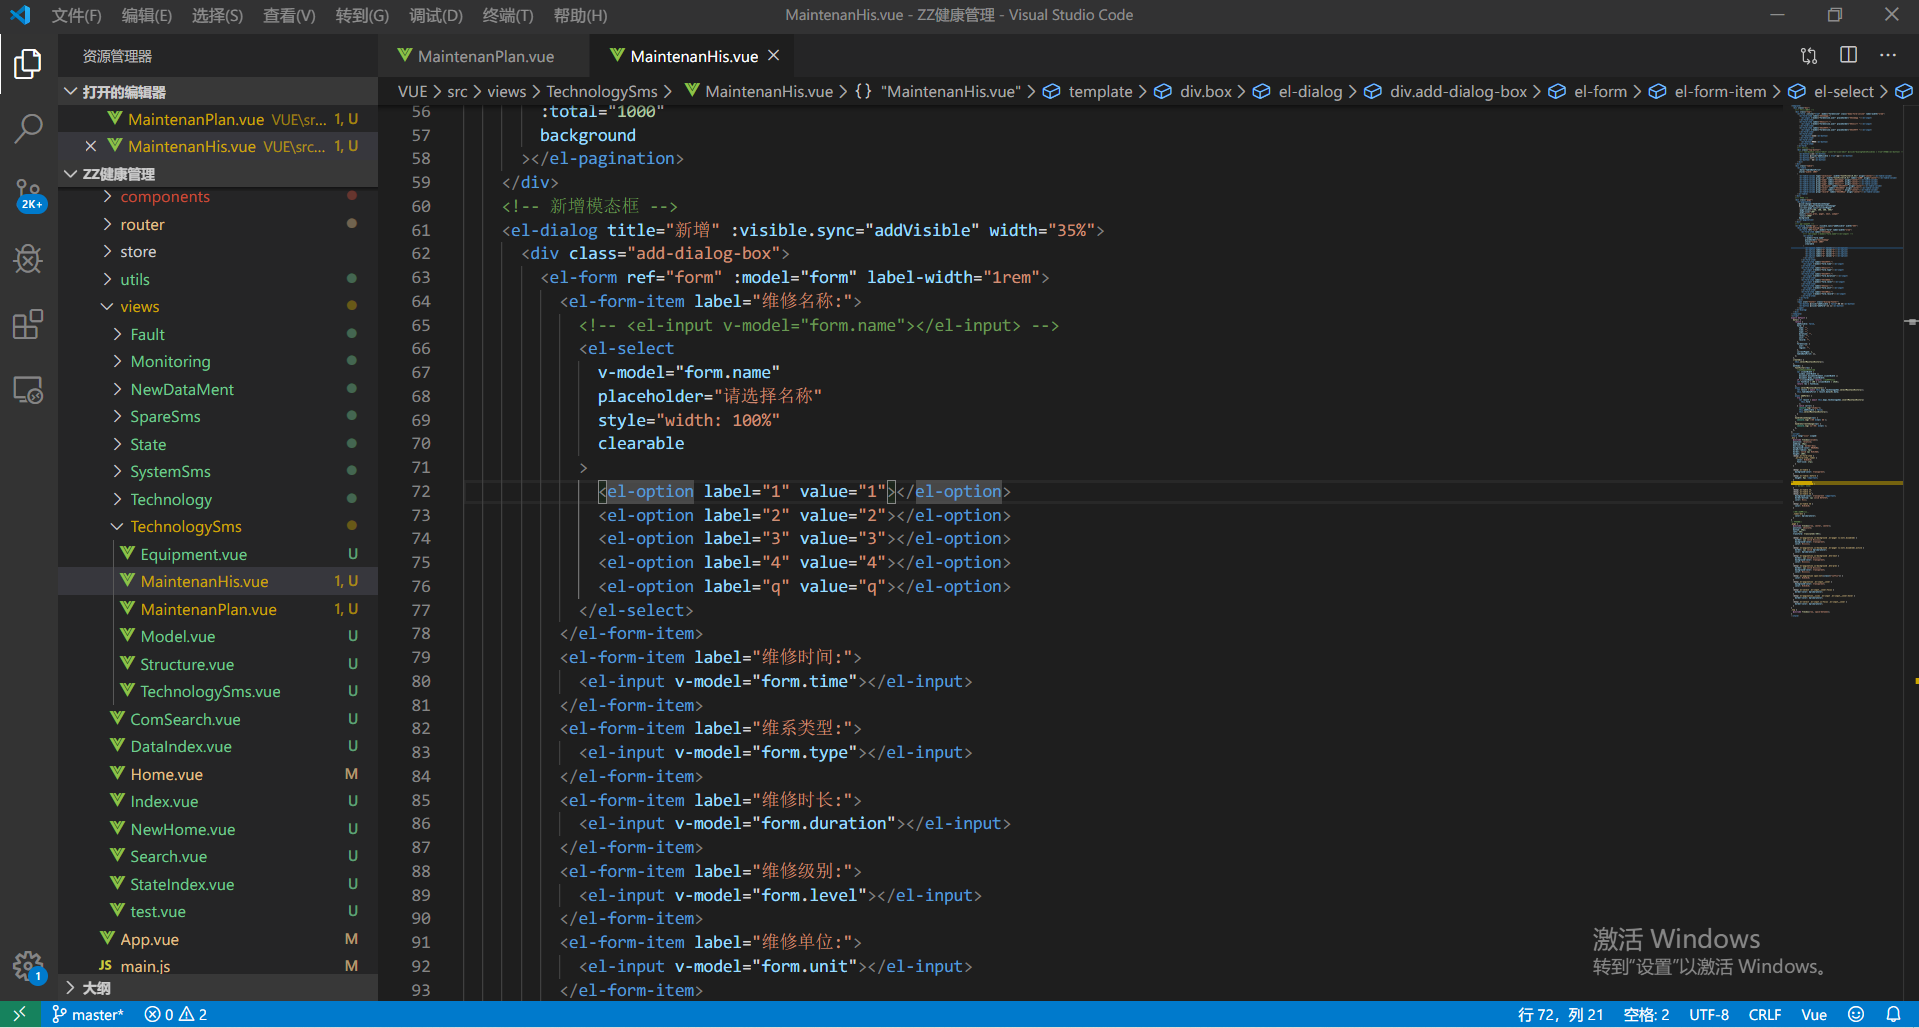 文件(F) 编辑(E) 选择(S) 查看(V) 转到(G) 调试(D) 终端(T) 帮助(H)
MaintenanHis.vue - ZZ健康管理 - Visual Studio Code
资源管理器
MaintenanPlan.vue
MaintenanHis.vue
打开的编辑器
MaintenanPlan.vue VUE\sr... 1, U
MaintenanHis.vue VUE\src... 1, U
ZZ健康管理
components
router
store
utils
views
Fault
Monitoring
NewDataMent
SpareSms
State
SystemSms
Technology
TechnologySms
Equipment.vue U
MaintenanHis.vue 1, U
MaintenanPlan.vue 1, U
Model.vue U
Structure.vue U
TechnologySms.vue U
ComSearch.vue U
DataIndex.vue U
Home.vue M
Index.vue U
NewHome.vue U
Search.vue U
StateIndex.vue U
test.vue U
App.vue M
JS main.js M
大纲
2K+
1
VUE > src > views > TechnologySms > MaintenanHis.vue > {} "MaintenanHis.vue" > template > div.box > el-dialog > div.add-dialog-box > el-form > el-form-item > el-select >
56 :total="1000"
57 background
58 ></el-pagination>
59 </div>
60 <!-- 新增模态框 -->
61 <el-dialog title="新增" :visible.sync="addVisible" width="35%">
62 <div class="add-dialog-box">
63 <el-form ref="form" :model="form" label-width="1rem">
64 <el-form-item label="维修名称:">
65 <!-- <el-input v-model="form.name"></el-input> -->
66 <el-select
67 v-model="form.name"
68 placeholder="请选择名称"
69 style="width: 100%"
70 clearable
71 >
72 <el-option label="1" value="1"></el-option>
73 <el-option label="2" value="2"></el-option>
74 <el-option label="3" value="3"></el-option>
75 <el-option label="4" value="4"></el-option>
76 <el-option label="q" value="q"></el-option>
77 </el-select>
78 </el-form-item>
79 <el-form-item label="维修时间:">
80 <el-input v-model="form.time"></el-input>
81 </el-form-item>
82 <el-form-item label="维系类型:">
83 <el-input v-model="form.type"></el-input>
84 </el-form-item>
85 <el-form-item label="维修时长:">
86 <el-input v-model="form.duration"></el-input>
87 </el-form-item>
88 <el-form-item label="维修级别:">
89 <el-input v-model="form.level"></el-input>
90 </el-form-item>
91 <el-form-item label="维修单位:">
92 <el-input v-model="form.unit"></el-input>
93 </el-form-item>
激活 Windows
转到"设置"以激活 Windows。
master* 0 2
行 72，列 21 空格: 2 UTF-8 CRLF Vue